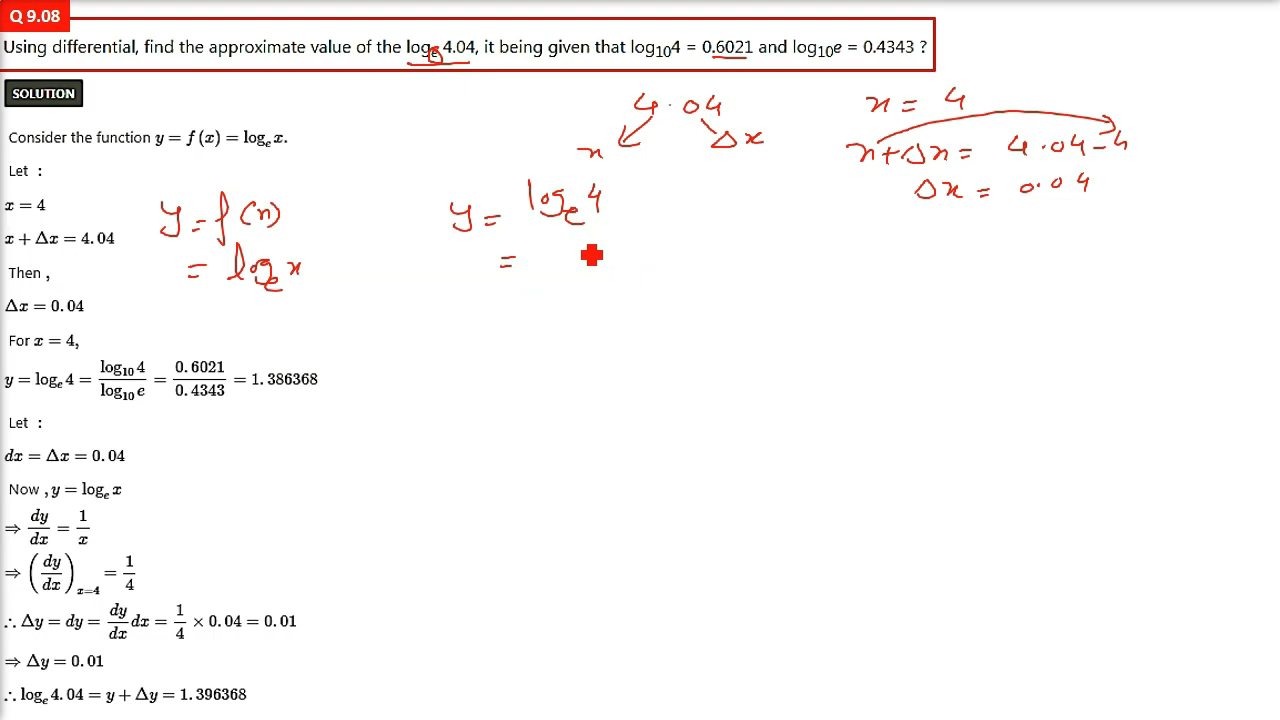 Q 9.08
Using differential, find the approximate value of the logₑ 4.04, it being given that log₁₀4 = 0.6021 and log₁₀e = 0.4343 ?
SOLUTION
Consider the function y = f (x) = logₑ x.
Let :
x = 4
x + Δx = 4.04
Then ,
Δx = 0.04
For x = 4,
y = logₑ 4 = log₁₀ 4 / log₁₀ e = 0.6021 / 0.4343 = 1.386368
Let :
dx = Δx = 0.04
Now , y = logₑ x
⇒ dy/dx = 1/x
⇒ (dy/dx)ₓ₌₄ = 1/4
∴ Δy = dy = dy/dx dx = 1/4 × 0.04 = 0.01
⇒ Δy = 0.01
∴ logₑ 4.04 = y + Δy = 1.396368
y = f(x)
= logₑ x
4.04
x Δx
y = logₑ 4
=
x = 4
x + Δx = 4.04 - 4
Δx = 0.04